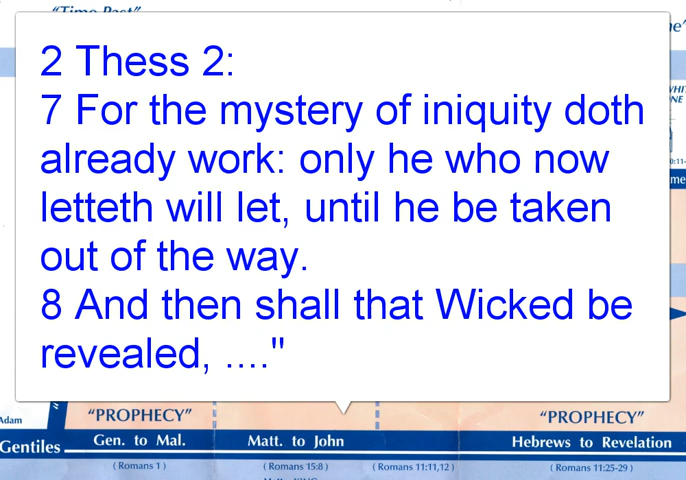 "Time Past"
2 Thess 2:
7 For the mystery of iniquity doth
already work: only he who now
letteth will let, until he be taken
out of the way.
8 And then shall that Wicked be
revealed, ...."
Adam
"PROPHECY"
"PROPHECY"
Gentiles
Gen. to Mal.
Matt. to John
Hebrews to Revelation
( Romans 1 )
( Romans 15:8 )
( Romans 11:11,12 )
( Romans 11:25-29 )